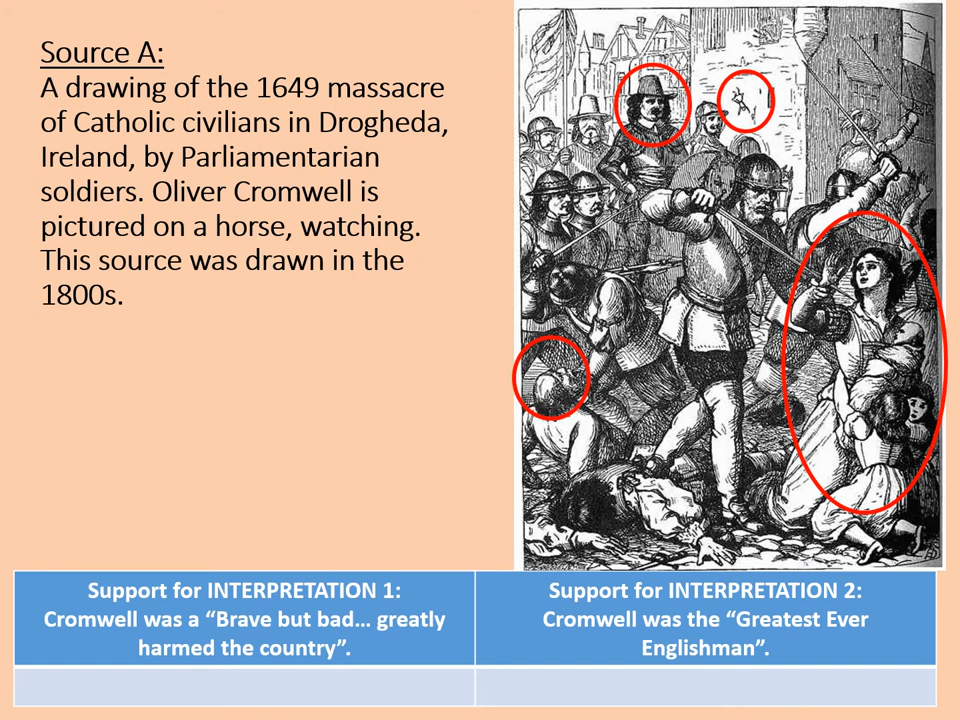 Source A:
A drawing of the 1649 massacre
of Catholic civilians in Drogheda,
Ireland, by Parliamentarian
soldiers. Oliver Cromwell is
pictured on a horse, watching.
This source was drawn in the
1800s.
Support for INTERPRETATION 1:
Cromwell was a “Brave but bad… greatly
harmed the country”.
Support for INTERPRETATION 2:
Cromwell was the “Greatest Ever
Englishman”.